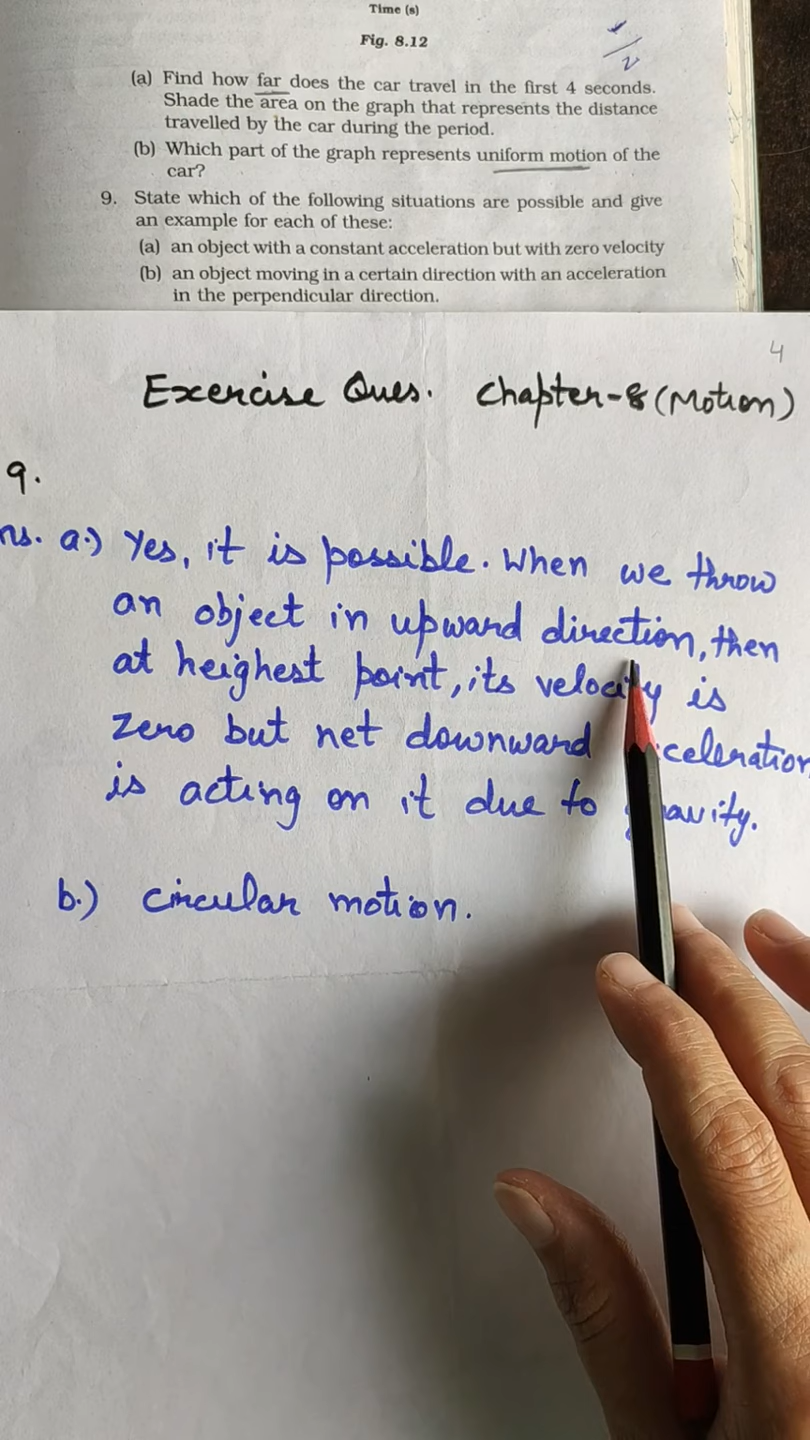 Time (s)
Fig. 8.12
(a) Find how far does the car travel in the first 4 seconds.
Shade the area on the graph that represents the distance
travelled by the car during the period.
(b) Which part of the graph represents uniform motion of the
car?
9. State which of the following situations are possible and give
an example for each of these:
(a) an object with a constant acceleration but with zero velocity
(b) an object moving in a certain direction with an acceleration
in the perpendicular direction.
4
Exercise Ques. Chapter-8 (Motion)
9.
ns. a.) Yes, it is possible. When we throw
an object in upward direction, then
at heighest point, its velocity is
zero but net downward celeration
is acting on it due to avity.
b.) circular motion.